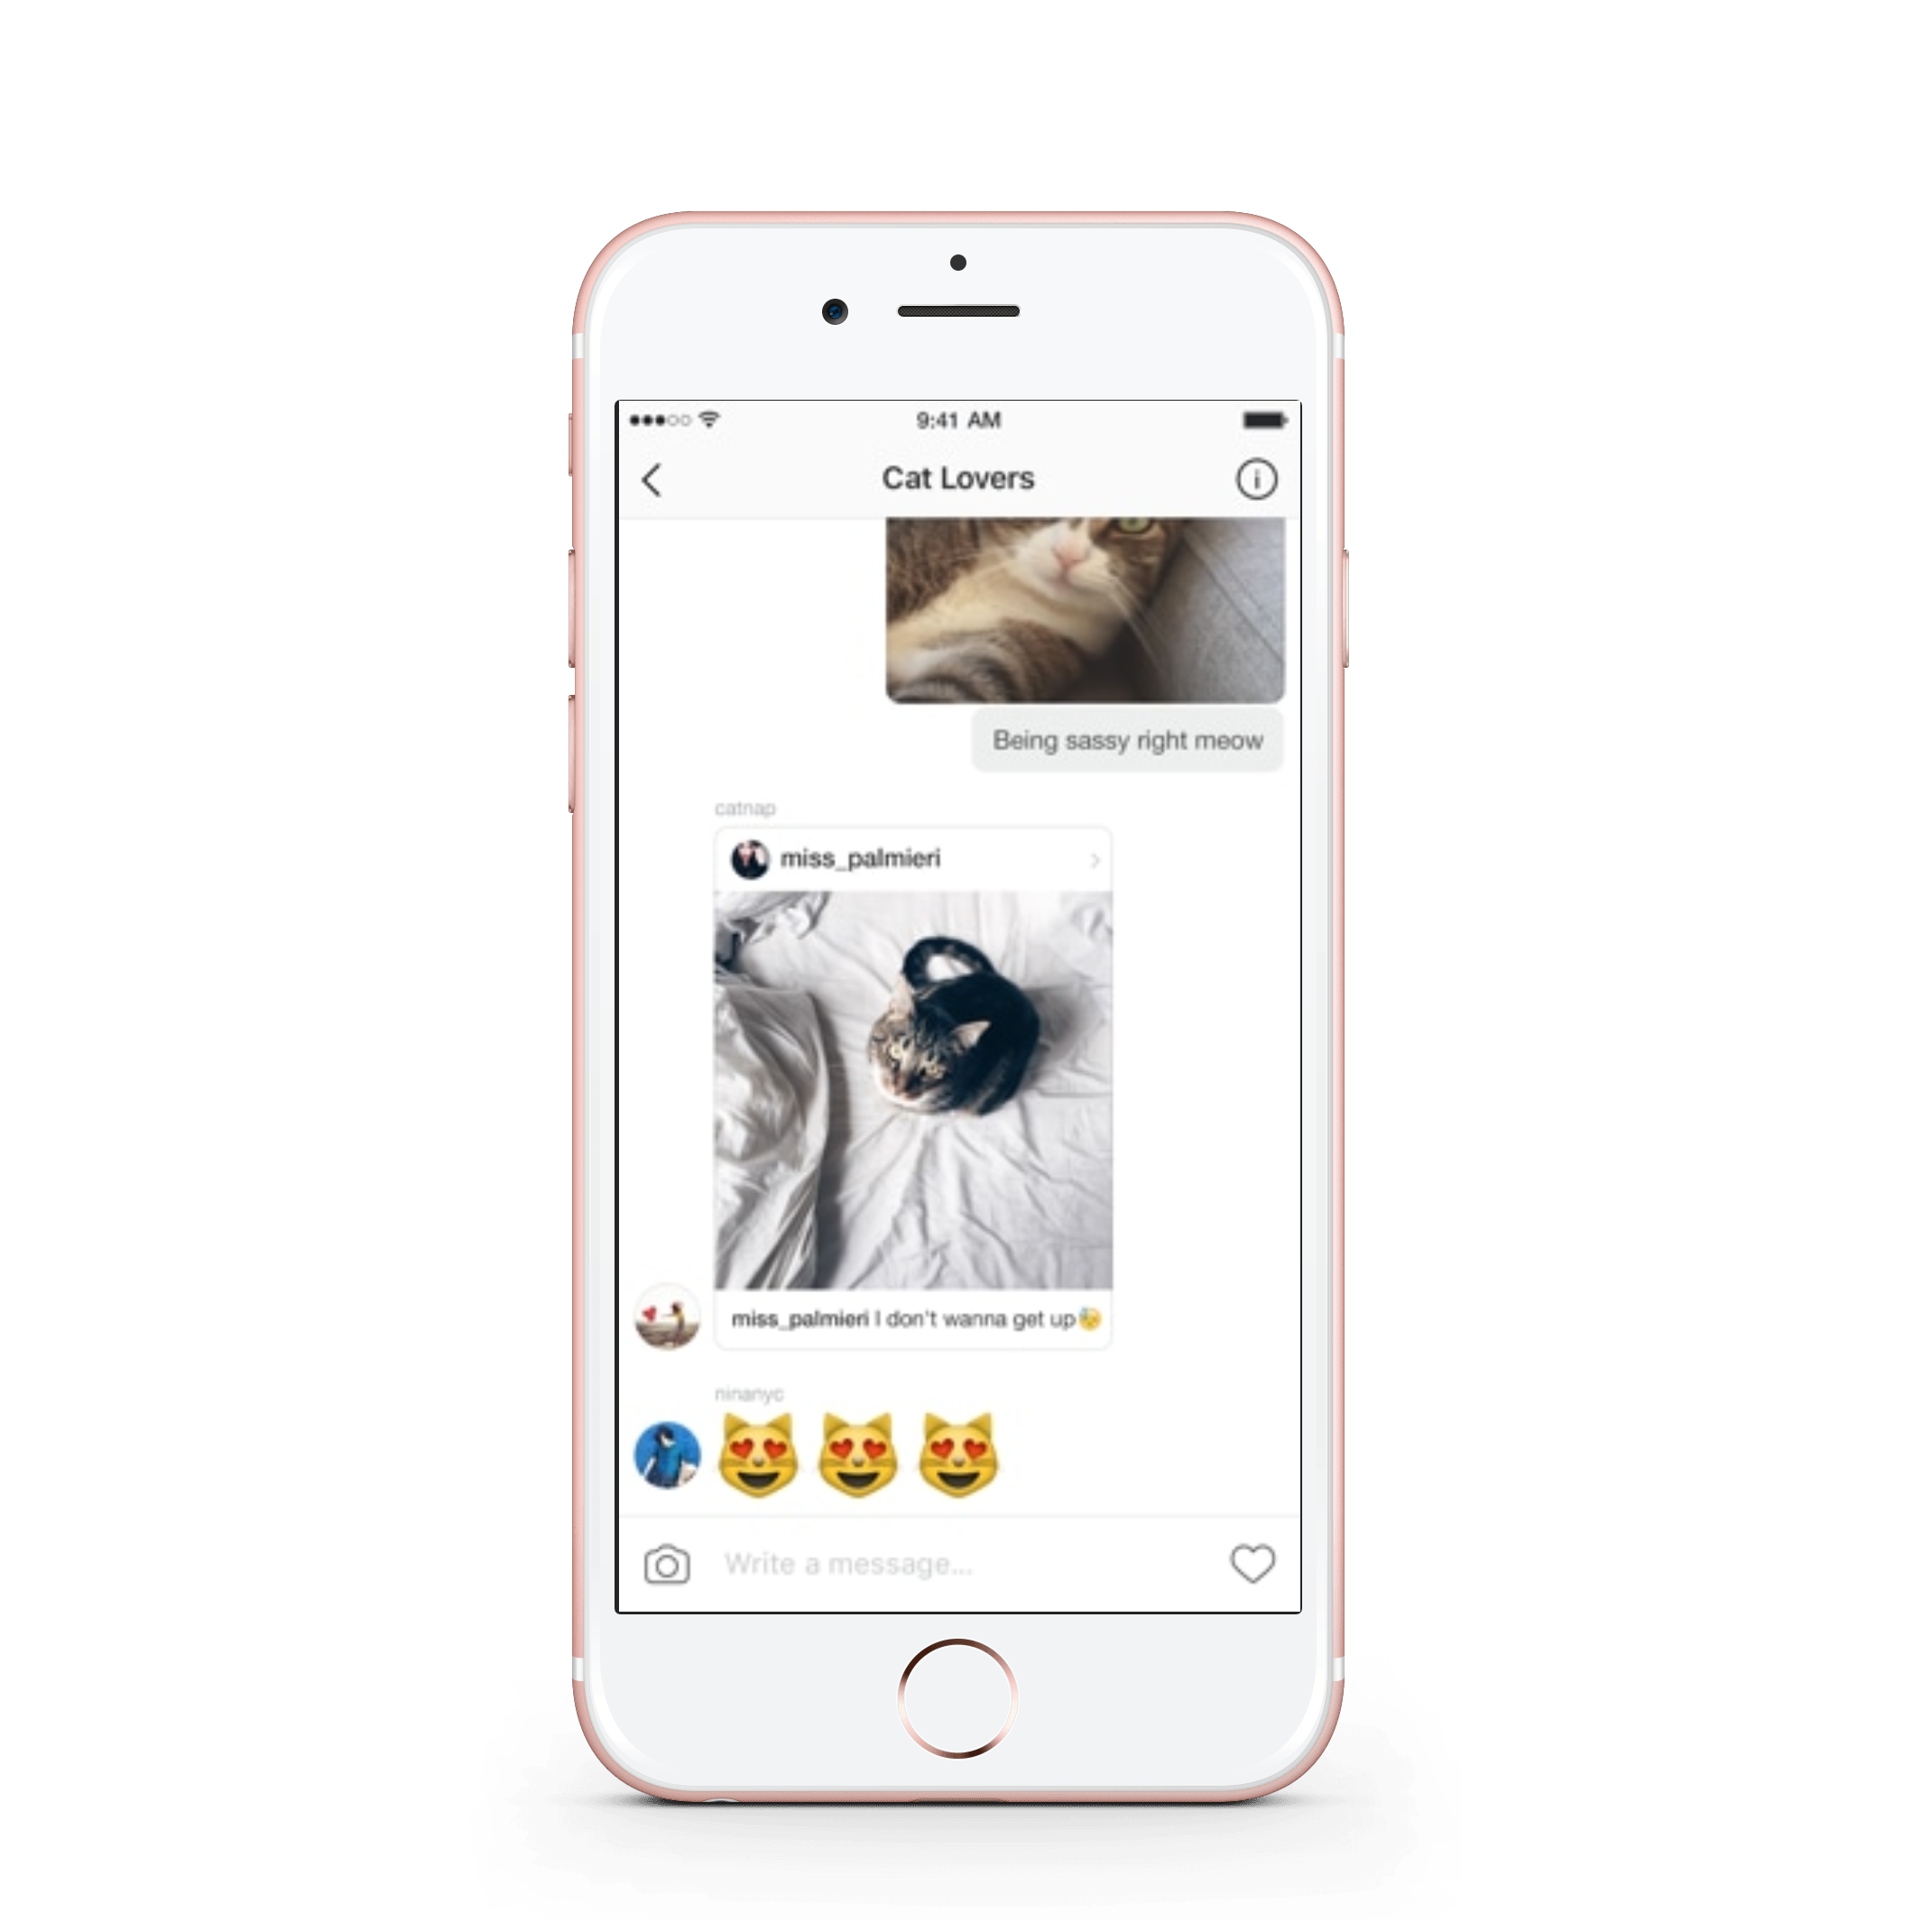 9:41 AM
Cat Lovers
Being sassy right meow
catnap
miss_palmieri
miss_palmieri I don't wanna get up
ninanyc
Write a message...